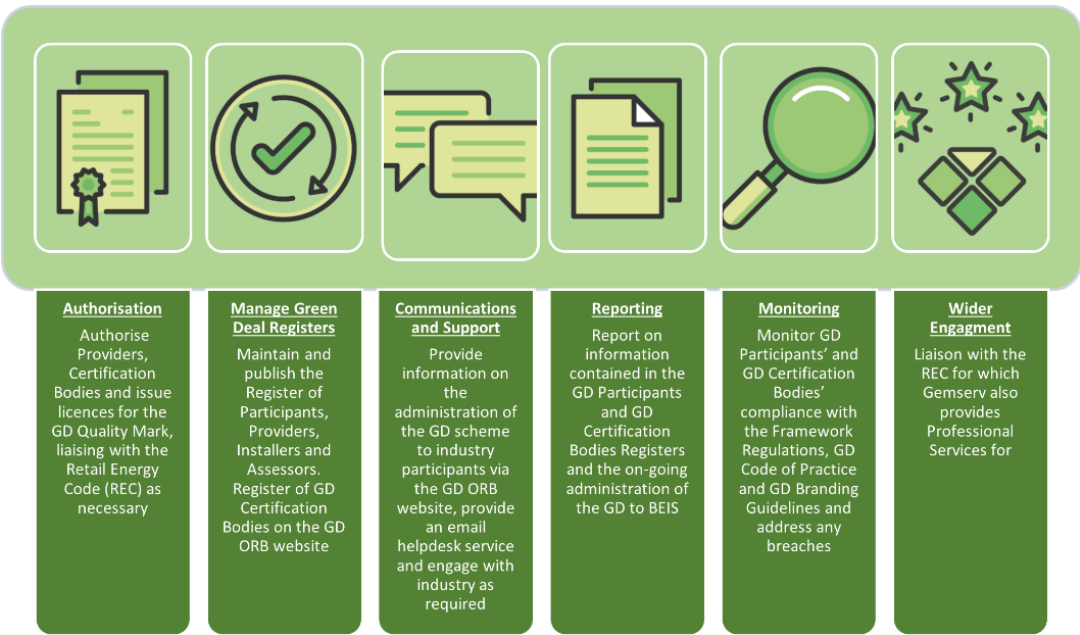 Authorisation
Authorise
Providers,
Certification
Bodies and issue
licences for the
GD Quality Mark,
liaising with the
Retail Energy
Code (REC) as
necessary
Manage Green
Deal Registers
Maintain and
publish the
Register of
Participants,
Providers,
Installers and
Assessors.
Register of GD
Certification
Bodies on the GD
ORB website
Communications
and Support
Provide
information on
the
administration of
the GD scheme
to industry
participants via
the GD ORB
website, provide
an email
helpdesk service
and engage with
industry as
required
Reporting
Report on
information
contained in the
GD Participants
and GD
Certification
Bodies Registers
and the on-going
administration of
the GD to BEIS
Monitoring
Monitor GD
Participants’ and
GD Certification
Bodies’
compliance with
the Framework
Regulations, GD
Code of Practice
and GD Branding
Guidelines and
address any
breaches
Wider
Engagment
Liaison with the
REC for which
Gemserv also
provides
Professional
Services for